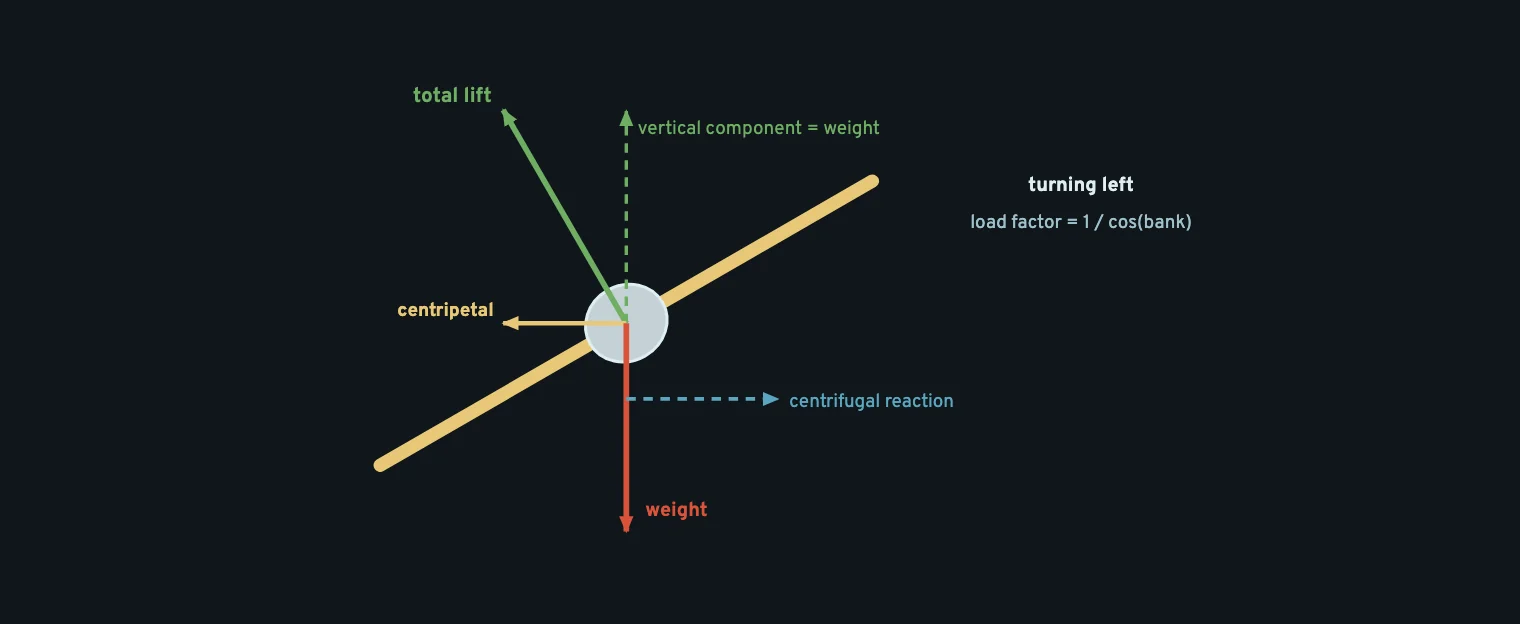 total lift
vertical component = weight
turning left
load factor = 1 / cos(bank)
centripetal
centrifugal reaction
weight